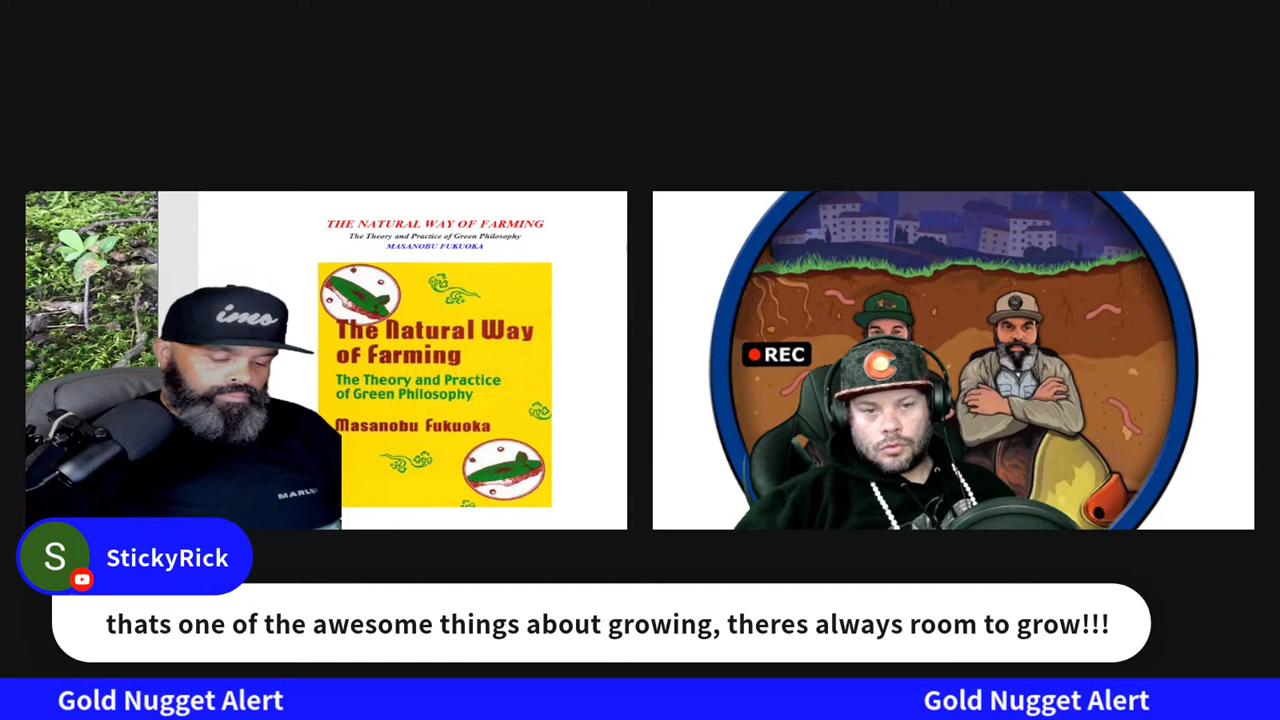 THE NATURAL WAY OF FARMING
The Theory and Practice of Green Philosophy
MASANOBU FUKUOKA
The Natural Way
of Farming
The Theory and Practice
of Green Philosophy
Masanobu Fukuoka
imo
MARL
REC
C
S
StickyRick
thats one of the awesome things about growing, theres always room to grow!!!
Gold Nugget Alert
Gold Nugget Alert